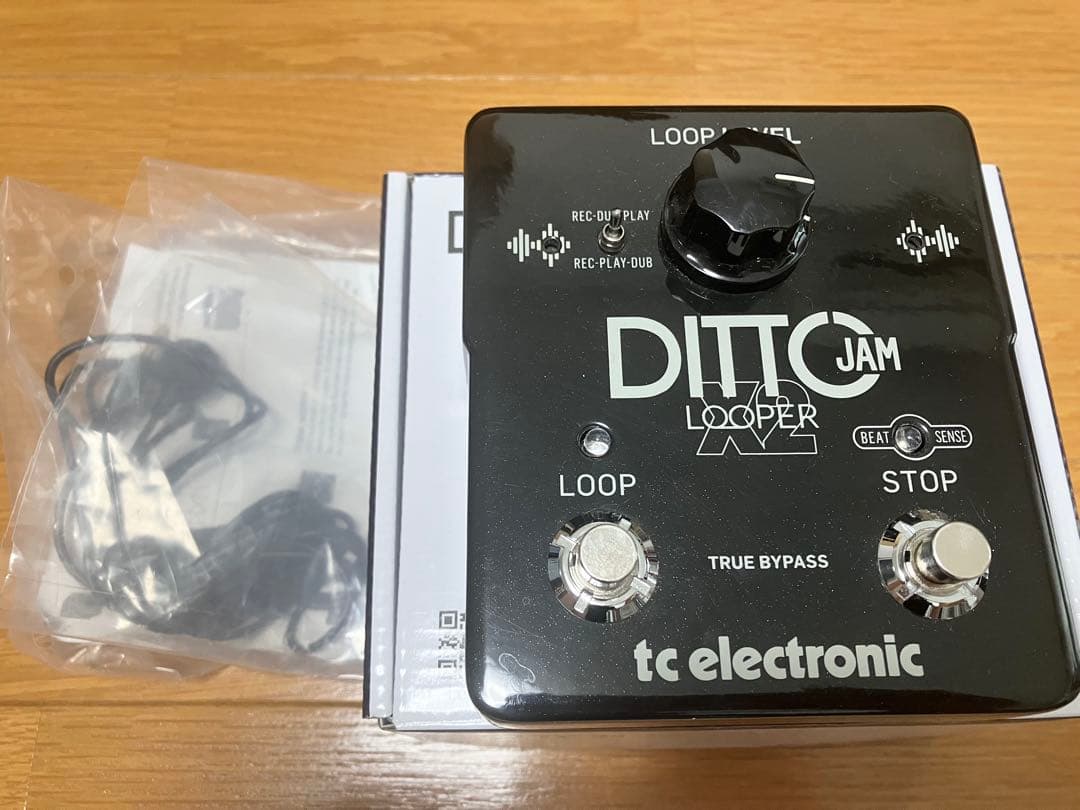 LOOP LEVEL
REC-DUB-PLAY
REC-PLAY-DUB
DITTO
JAM
X2
LOOPER
BEAT SENSE
LOOP
STOP
TRUE BYPASS
tc electronic
D